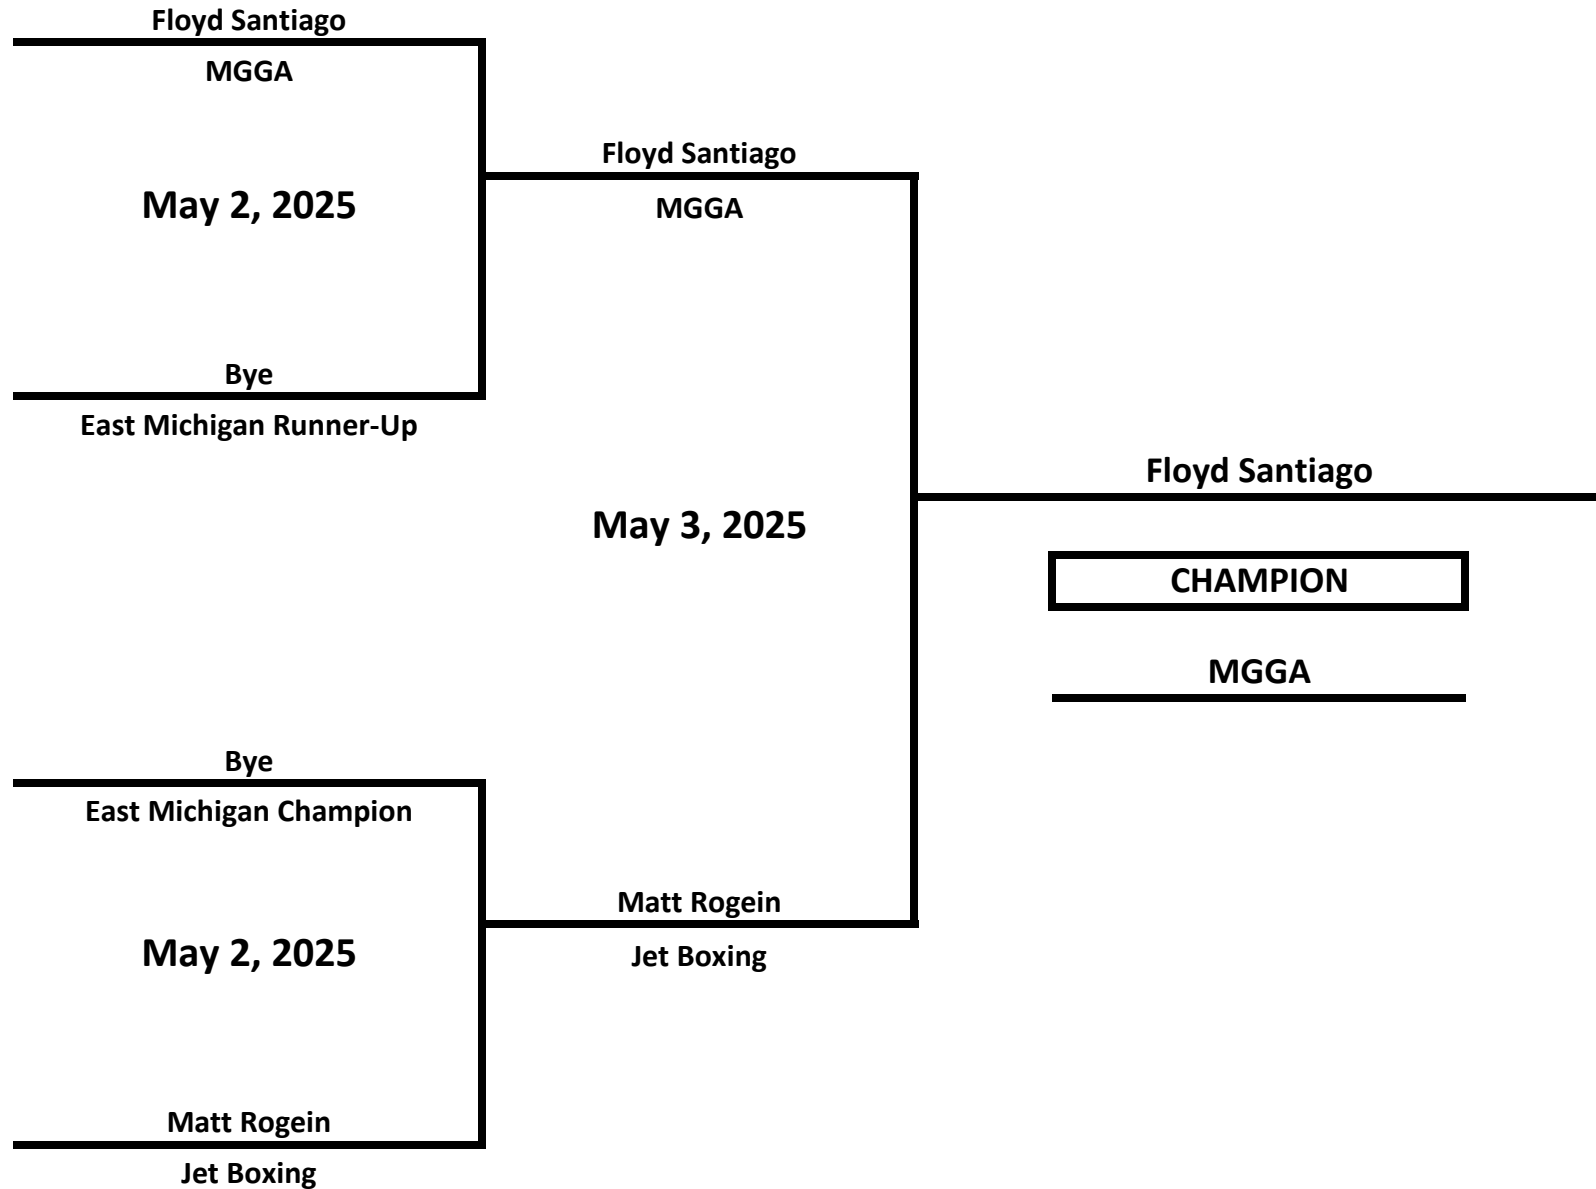 Floyd Santiago
MGGA
May 2, 2025
Bye
East Michigan Runner-Up
Floyd Santiago
MGGA
May 3, 2025
Bye
East Michigan Champion
May 2, 2025
Matt Rogein
Jet Boxing
Matt Rogein
Jet Boxing
Floyd Santiago
CHAMPION
MGGA